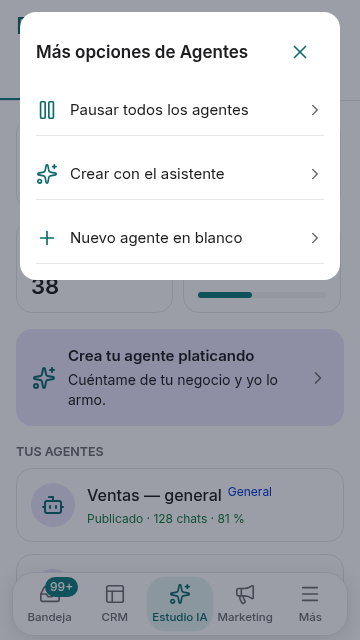 Más opciones de Agentes
Pausar todos los agentes
Crear con el asistente
Nuevo agente en blanco
38
Crea tu agente platicando
Cuéntame de tu negocio y yo lo
armo.
TUS AGENTES
Ventas — general General
Publicado · 128 chats · 81 %
99+
Bandeja CRM Estudio IA Marketing Más